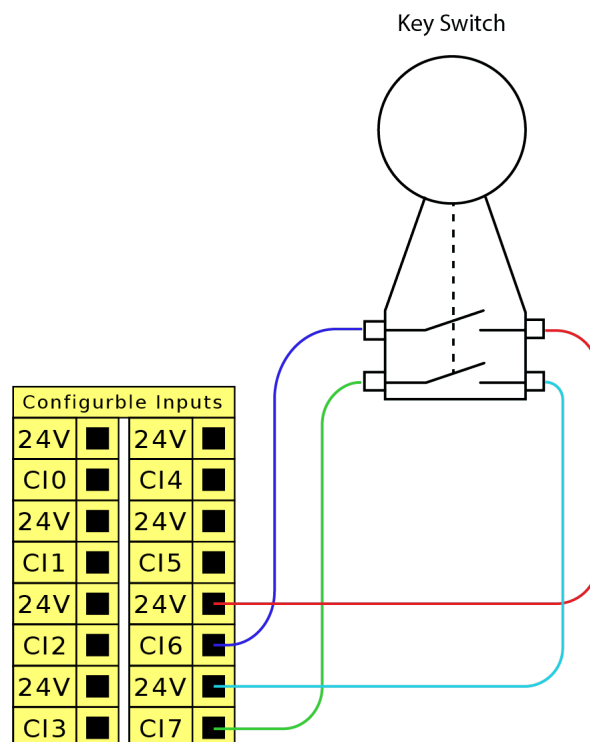 Key Switch
Configurble Inputs
24V 24V
CI0 CI4
24V 24V
CI1 CI5
24V 24V
CI2 CI6
24V 24V
CI3 CI7